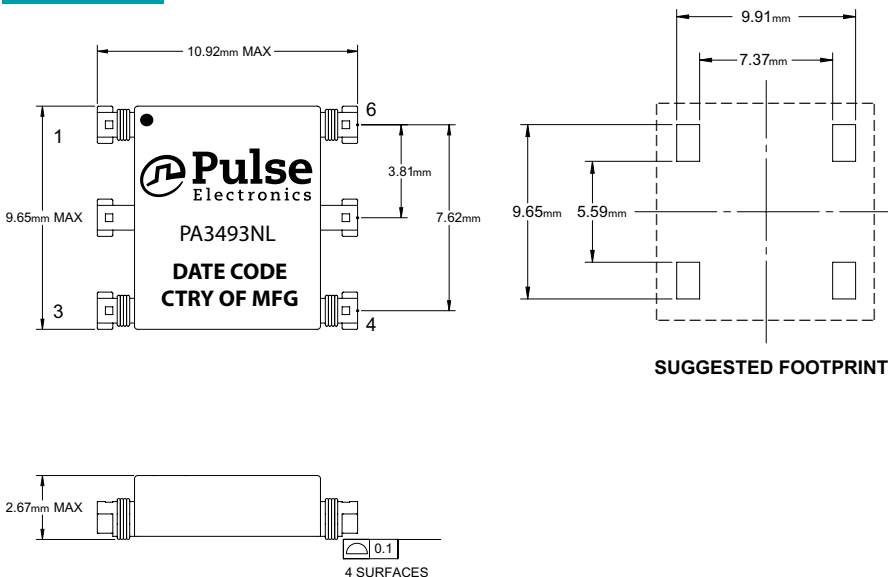 10.92mm MAX
1
6
Pulse
Electronics
PA3493NL
DATE CODE
CTRY OF MFG
9.65mm MAX
3.81mm
7.62mm
3
4
9.91mm
7.37mm
9.65mm
5.59mm
SUGGESTED FOOTPRINT
2.67mm MAX
0.1
4 SURFACES